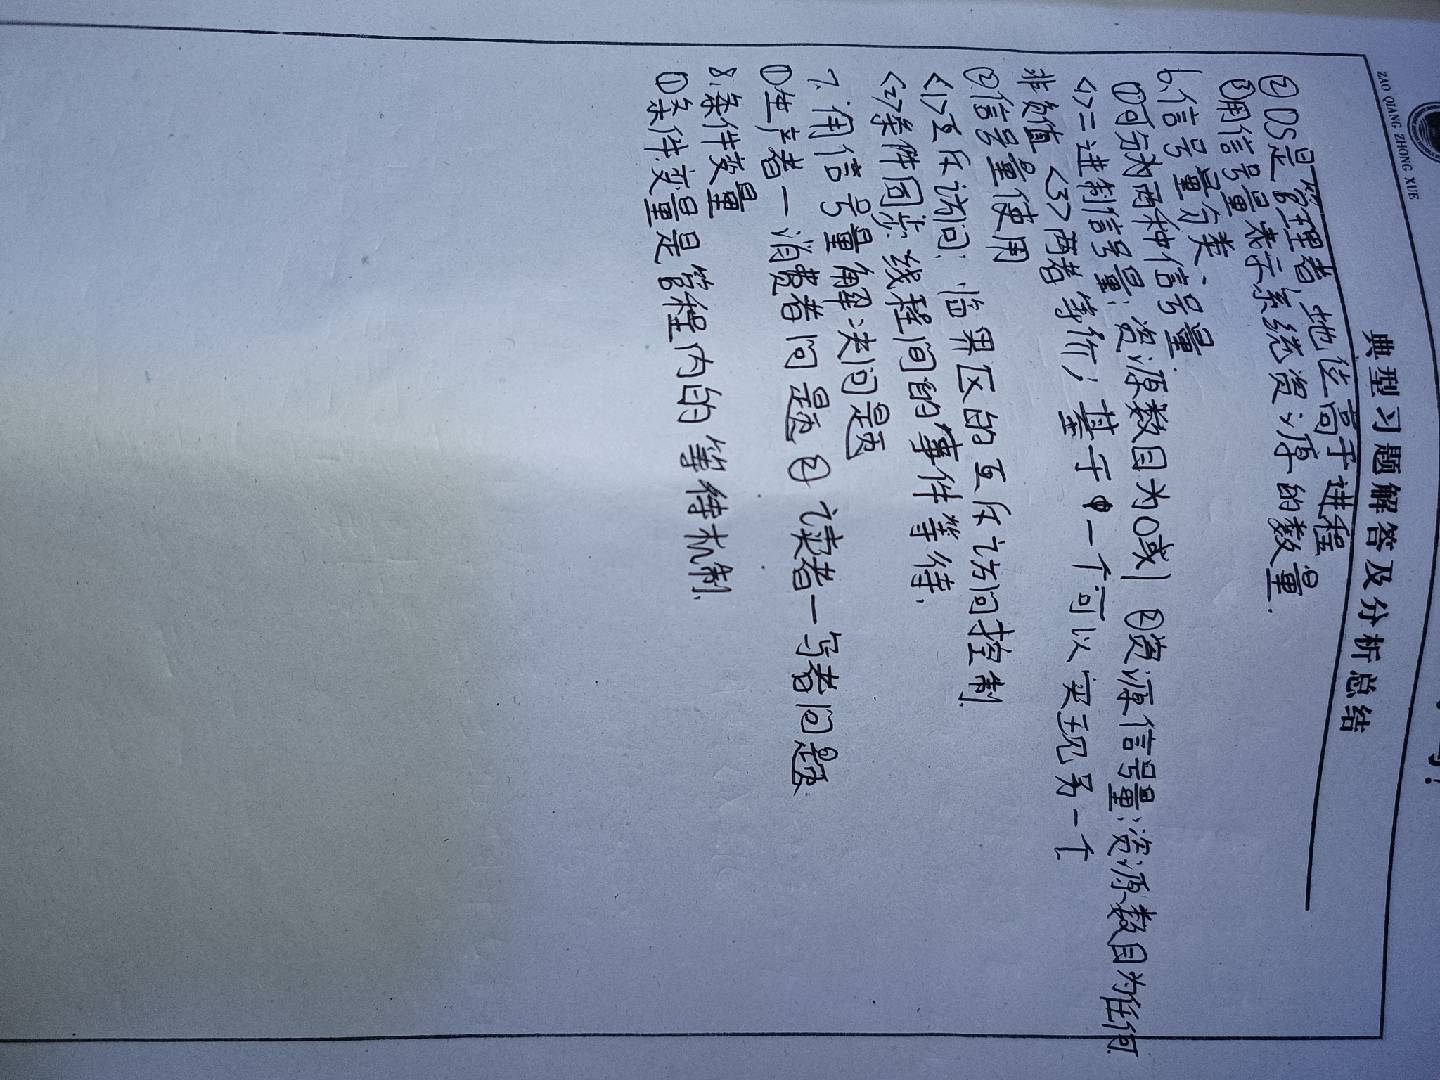 ZAO QIANG ZHONG XUE
典型习题解答及分析总结
②OS是管理者,地位高于进程
③用信号量表示系统资源的数量.
6.信号量分类、
①可分为两种信号量.
<1>二进制信号量:资源数目为0或1 ②资源信号量:资源数目为任何
非负值 <3>两者等价;基于一个可以实现另一个
②信号量使用
<1>互斥访问:临界区的互斥访问控制.
<2>条件同步:线程间的事件等待.
7.用信号量解决问题
①生产者一消费者问题②读者一写者问题
8.条件变量
①条件变量是管程内的等待机制.